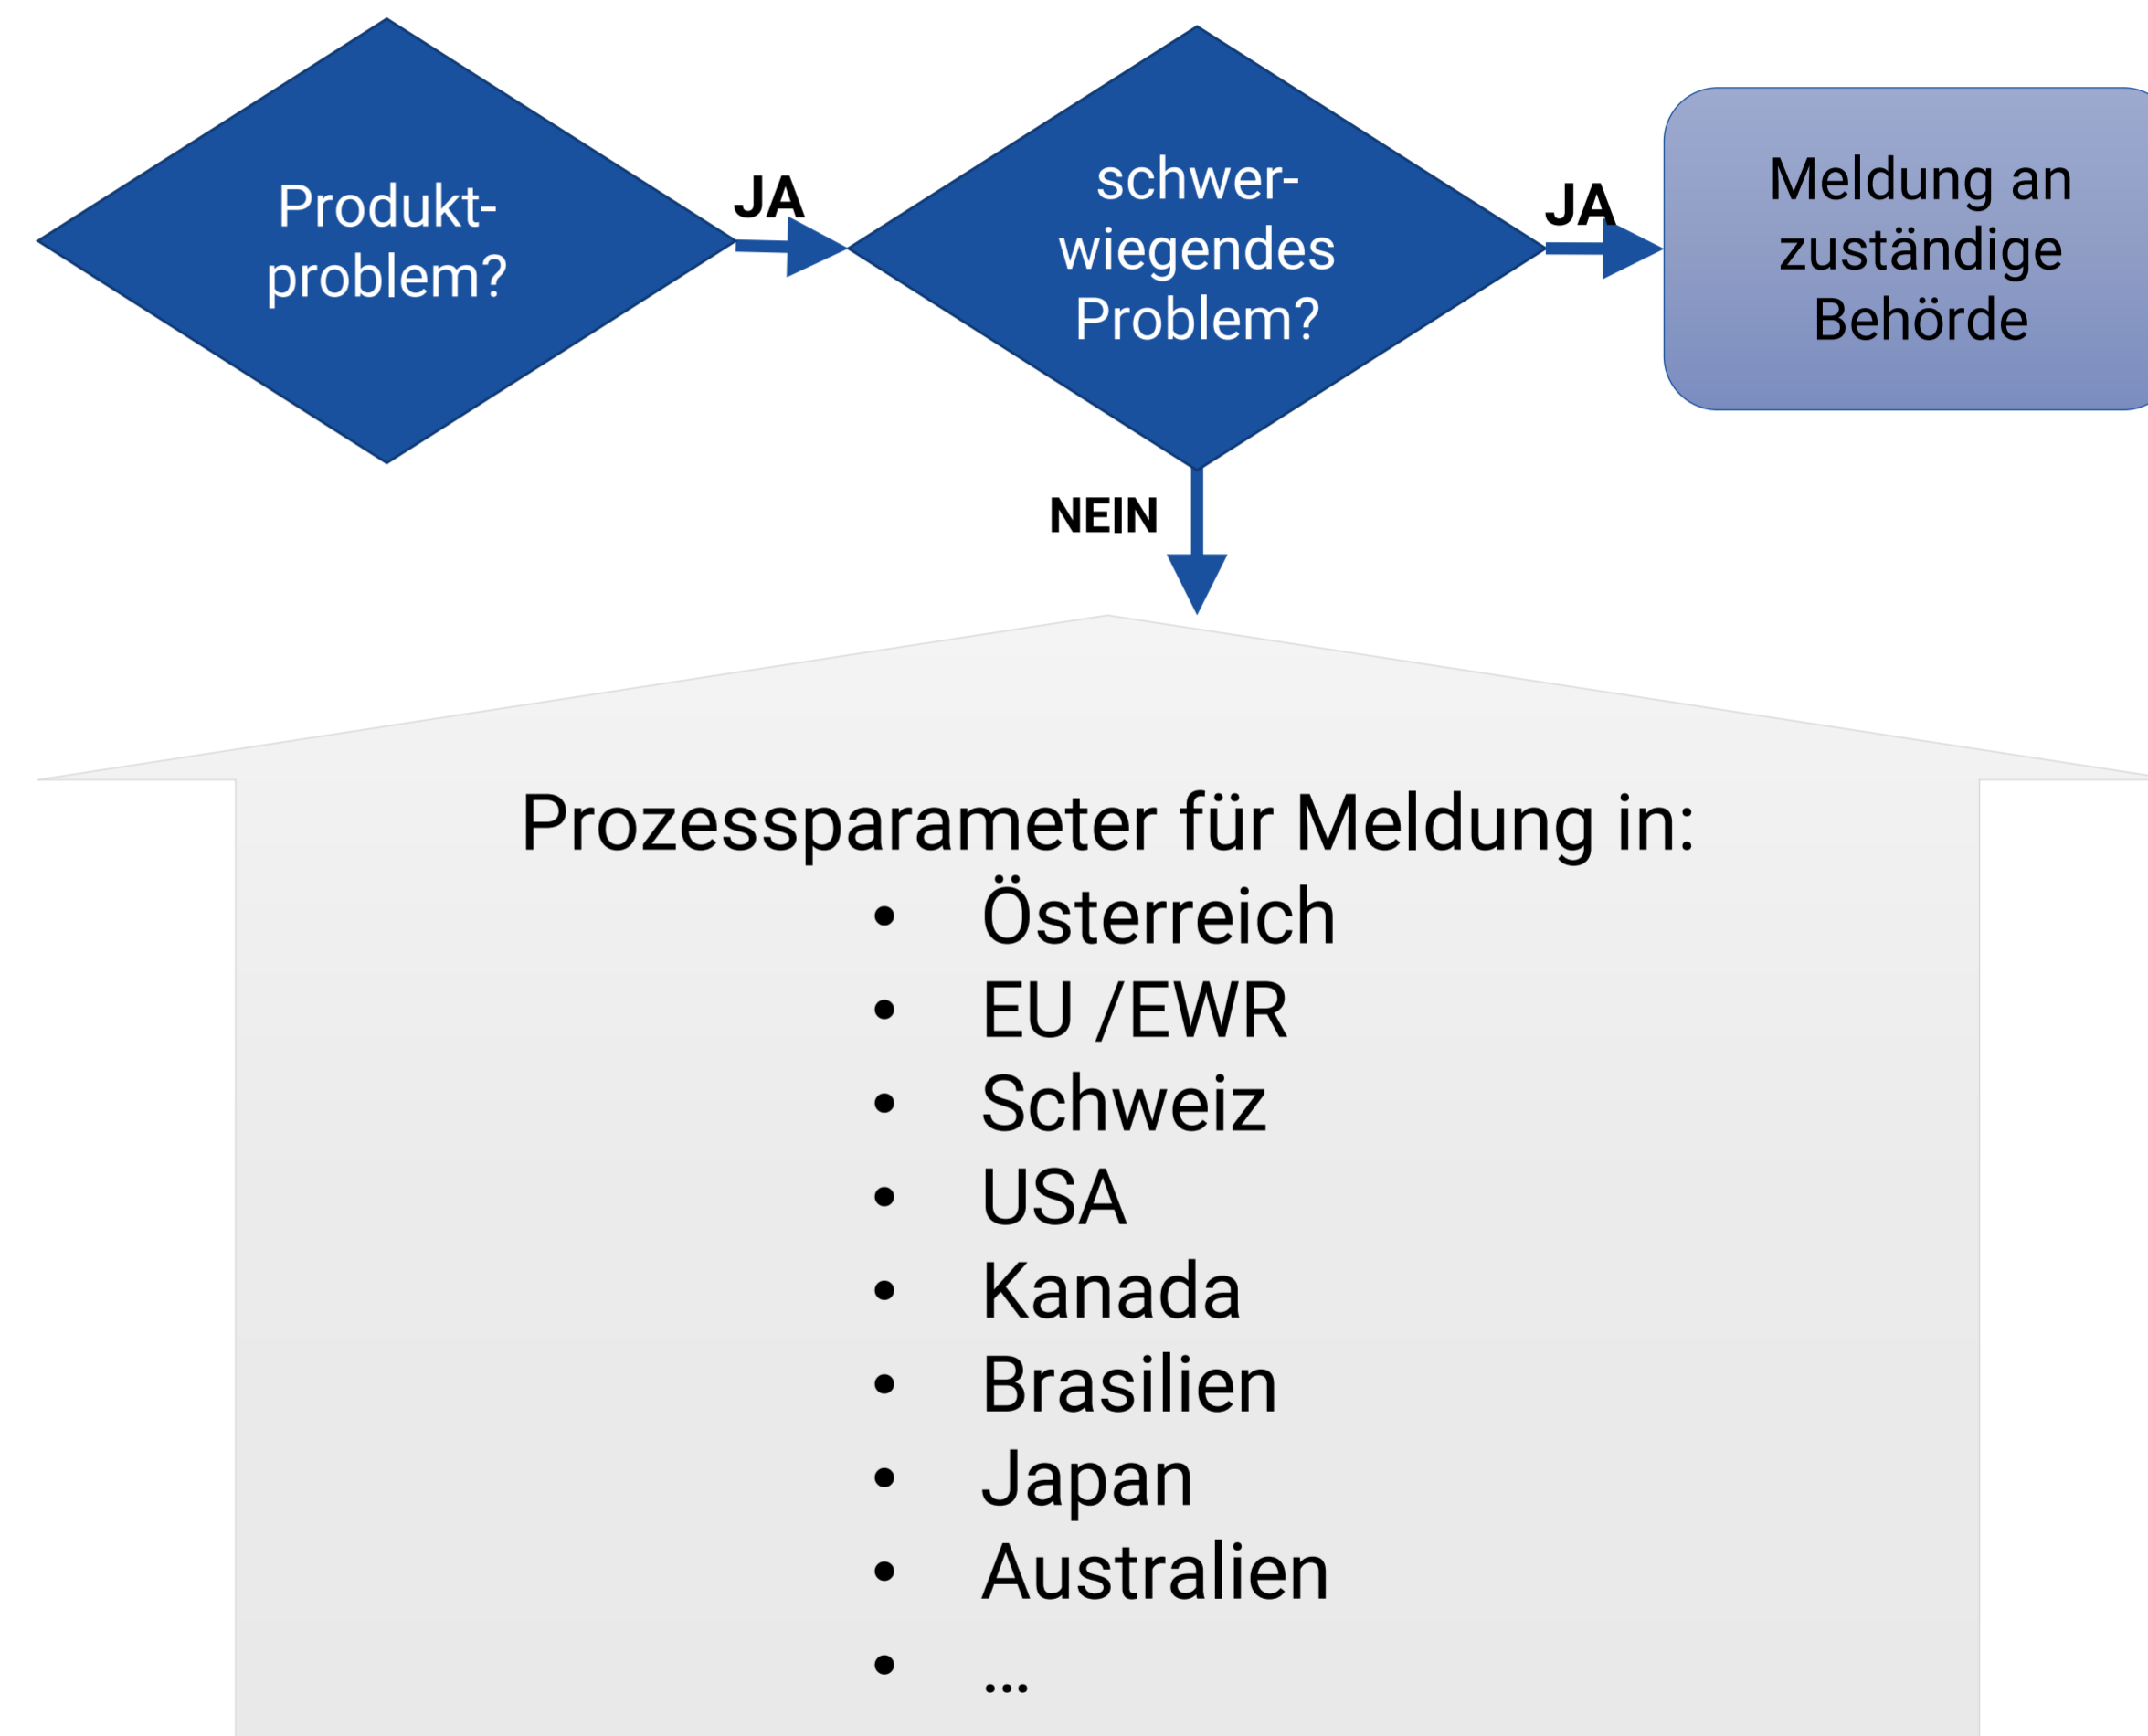 Produkt-
problem?
JA
schwer-
wiegendes
Problem?
JA
Meldung an
zuständige
Behörde
NEIN
Prozessparameter für Meldung in:
• Österreich
• EU /EWR
• Schweiz
• USA
• Kanada
• Brasilien
• Japan
• Australien
• ...